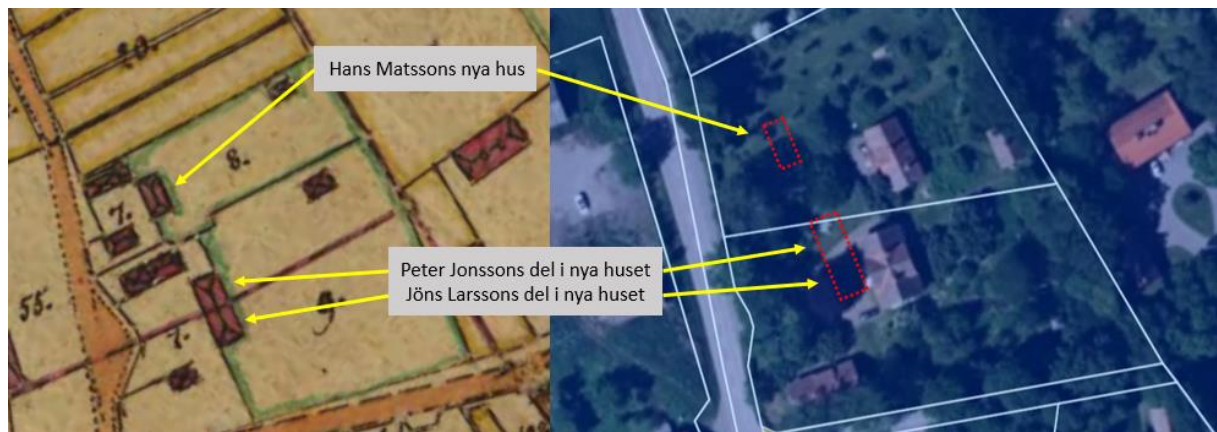 Hans Matssons nya hus
8.
7.
Peter Jonssons del i nya huset
Jöns Larssons del i nya huset
55.
9.
7.